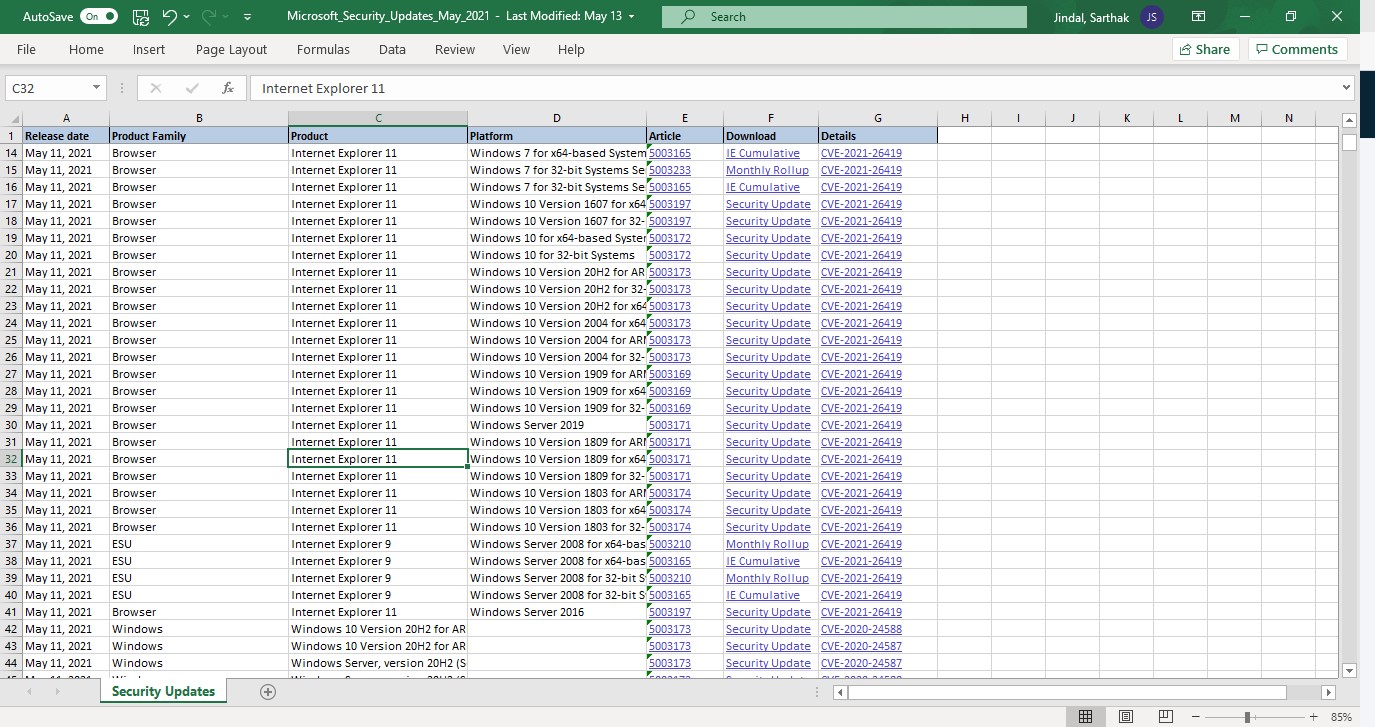 AutoSave On Microsoft_Security_Updates_May_2021 - Last Modified: May 13 Search Jindal, Sarthak JS
File Home Insert Page Layout Formulas Data Review View Help Share Comments
C32 fx Internet Explorer 11
A B C D E F G H I J K L M N
1 Release date Product Family Product Platform Article Download Details
14 May 11, 2021 Browser Internet Explorer 11 Windows 7 for x64-based System 5003165 IE Cumulative CVE-2021-26419
15 May 11, 2021 Browser Internet Explorer 11 Windows 7 for 32-bit Systems Se 5003233 Monthly Rollup CVE-2021-26419
16 May 11, 2021 Browser Internet Explorer 11 Windows 7 for 32-bit Systems Se 5003165 IE Cumulative CVE-2021-26419
17 May 11, 2021 Browser Internet Explorer 11 Windows 10 Version 1607 for x64 5003197 Security Update CVE-2021-26419
18 May 11, 2021 Browser Internet Explorer 11 Windows 10 Version 1607 for 32- 5003197 Security Update CVE-2021-26419
19 May 11, 2021 Browser Internet Explorer 11 Windows 10 for x64-based System 5003172 Security Update CVE-2021-26419
20 May 11, 2021 Browser Internet Explorer 11 Windows 10 for 32-bit Systems 5003172 Security Update CVE-2021-26419
21 May 11, 2021 Browser Internet Explorer 11 Windows 10 Version 20H2 for AR 5003173 Security Update CVE-2021-26419
22 May 11, 2021 Browser Internet Explorer 11 Windows 10 Version 20H2 for 32- 5003173 Security Update CVE-2021-26419
23 May 11, 2021 Browser Internet Explorer 11 Windows 10 Version 20H2 for x64 5003173 Security Update CVE-2021-26419
24 May 11, 2021 Browser Internet Explorer 11 Windows 10 Version 2004 for x64 5003173 Security Update CVE-2021-26419
25 May 11, 2021 Browser Internet Explorer 11 Windows 10 Version 2004 for ARM 5003173 Security Update CVE-2021-26419
26 May 11, 2021 Browser Internet Explorer 11 Windows 10 Version 2004 for 32- 5003173 Security Update CVE-2021-26419
27 May 11, 2021 Browser Internet Explorer 11 Windows 10 Version 1909 for ARM 5003169 Security Update CVE-2021-26419
28 May 11, 2021 Browser Internet Explorer 11 Windows 10 Version 1909 for x64 5003169 Security Update CVE-2021-26419
29 May 11, 2021 Browser Internet Explorer 11 Windows 10 Version 1909 for 32- 5003169 Security Update CVE-2021-26419
30 May 11, 2021 Browser Internet Explorer 11 Windows Server 2019 5003171 Security Update CVE-2021-26419
31 May 11, 2021 Browser Internet Explorer 11 Windows 10 Version 1809 for ARM 5003171 Security Update CVE-2021-26419
32 May 11, 2021 Browser Internet Explorer 11 Windows 10 Version 1809 for x64 5003171 Security Update CVE-2021-26419
33 May 11, 2021 Browser Internet Explorer 11 Windows 10 Version 1809 for 32- 5003171 Security Update CVE-2021-26419
34 May 11, 2021 Browser Internet Explorer 11 Windows 10 Version 1803 for ARM 5003174 Security Update CVE-2021-26419
35 May 11, 2021 Browser Internet Explorer 11 Windows 10 Version 1803 for x64 5003174 Security Update CVE-2021-26419
36 May 11, 2021 Browser Internet Explorer 11 Windows 10 Version 1803 for 32- 5003174 Security Update CVE-2021-26419
37 May 11, 2021 ESU Internet Explorer 9 Windows Server 2008 for x64-bas 5003210 Monthly Rollup CVE-2021-26419
38 May 11, 2021 ESU Internet Explorer 9 Windows Server 2008 for x64-bas 5003165 IE Cumulative CVE-2021-26419
39 May 11, 2021 ESU Internet Explorer 9 Windows Server 2008 for 32-bit S 5003210 Monthly Rollup CVE-2021-26419
40 May 11, 2021 ESU Internet Explorer 9 Windows Server 2008 for 32-bit S 5003165 IE Cumulative CVE-2021-26419
41 May 11, 2021 Browser Internet Explorer 11 Windows Server 2016 5003197 Security Update CVE-2021-26419
42 May 11, 2021 Windows Windows 10 Version 20H2 for AR 5003173 Security Update CVE-2020-24588
43 May 11, 2021 Windows Windows 10 Version 20H2 for AR 5003173 Security Update CVE-2020-24587
44 May 11, 2021 Windows Windows Server, version 20H2 (S 5003173 Security Update CVE-2020-24587
Security Updates
85%